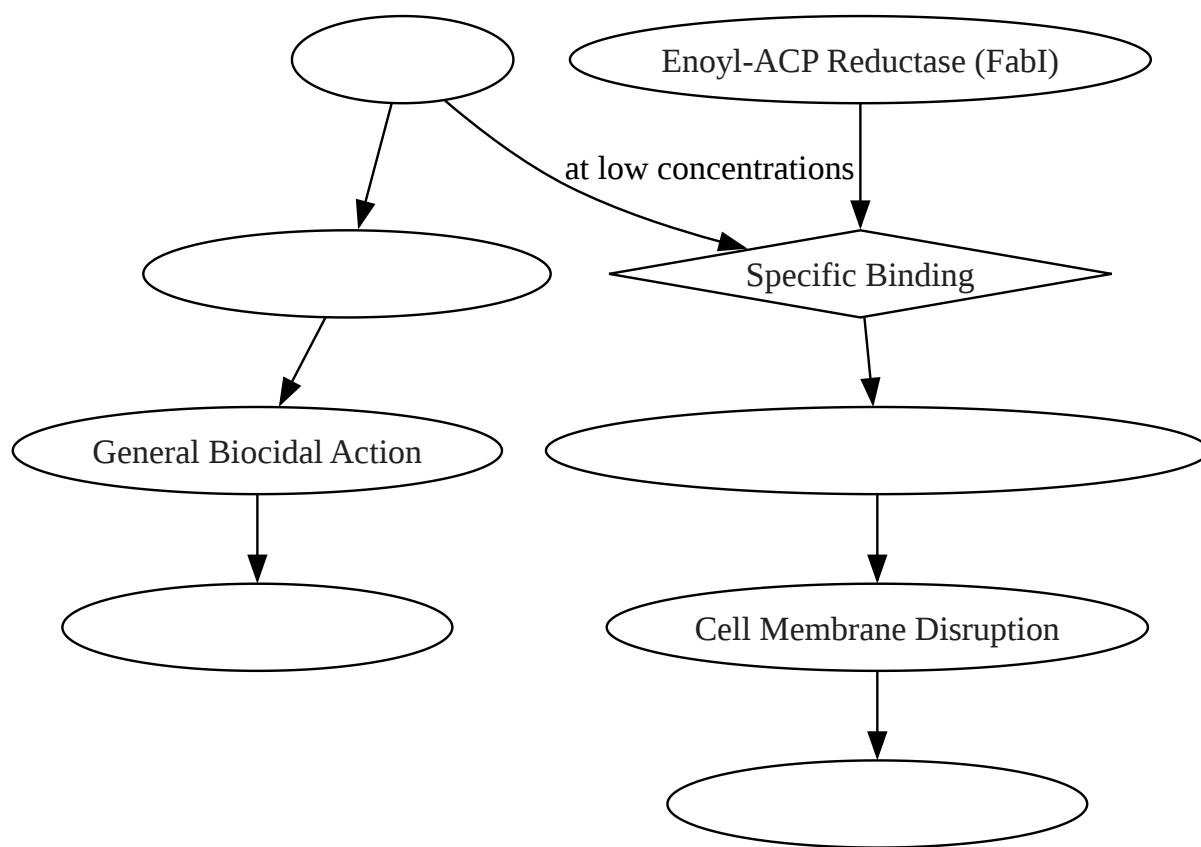 Enoyl-ACP Reductase (FabI)
at low concentrations
Specific Binding
General Biocidal Action
Cell Membrane Disruption